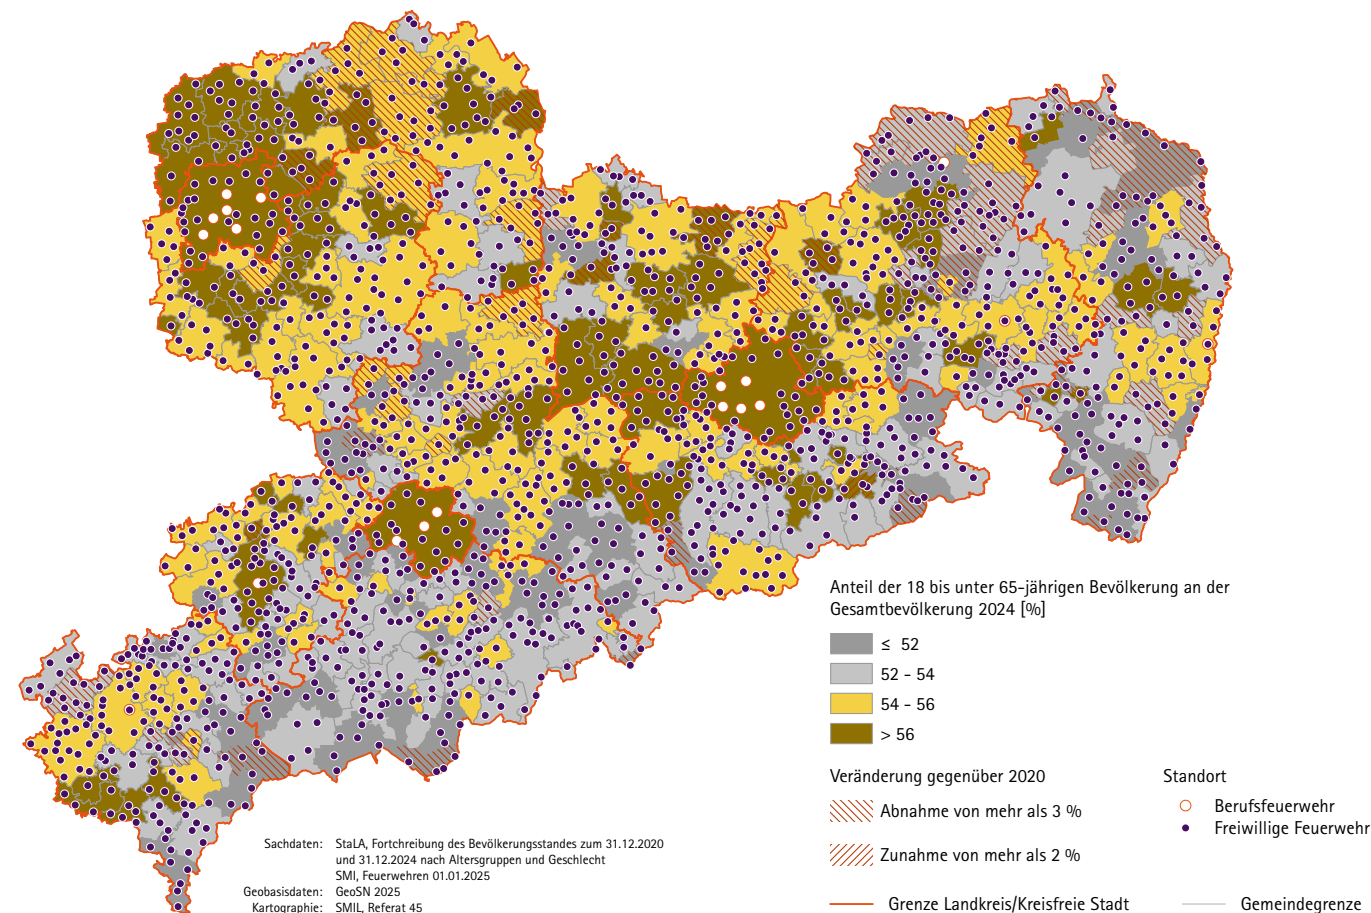 Anteil der 18 bis unter 65-jährigen Bevölkerung an der
Gesamtbevölkerung 2024 [%]
≤ 52
52 - 54
54 - 56
> 56
Veränderung gegenüber 2020
Abnahme von mehr als 3 %
Zunahme von mehr als 2 %
Standort
Berufsfeuerwehr
Freiwillige Feuerwehr
Grenze Landkreis/Kreisfreie Stadt
Gemeindegrenze
Sachdaten: StaLA, Fortchreibung des Bevölkerungsstandes zum 31.12.2020
und 31.12.2024 nach Altersgruppen und Geschlecht
SMI, Feuerwehren 01.01.2025
Geobasisdaten: GeoSN 2025
Kartographie: SMIL, Referat 45